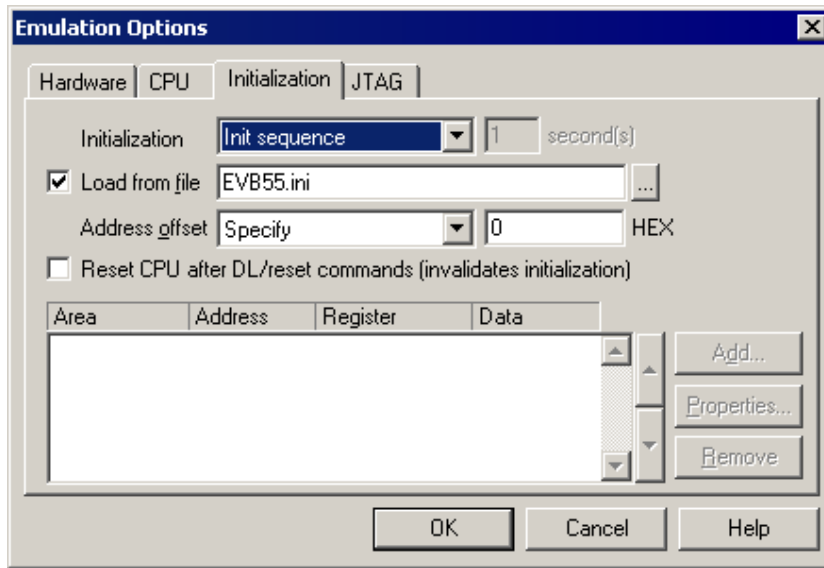 Emulation Options
Hardware CPU Initialization JTAG
Initialization Init sequence 1 second(s)
Load from file EVB55.ini ...
Address offset Specify 0 HEX
Reset CPU after DL/reset commands (invalidates initialization)
Area Address Register Data
Add...
Properties...
Remove
OK Cancel Help